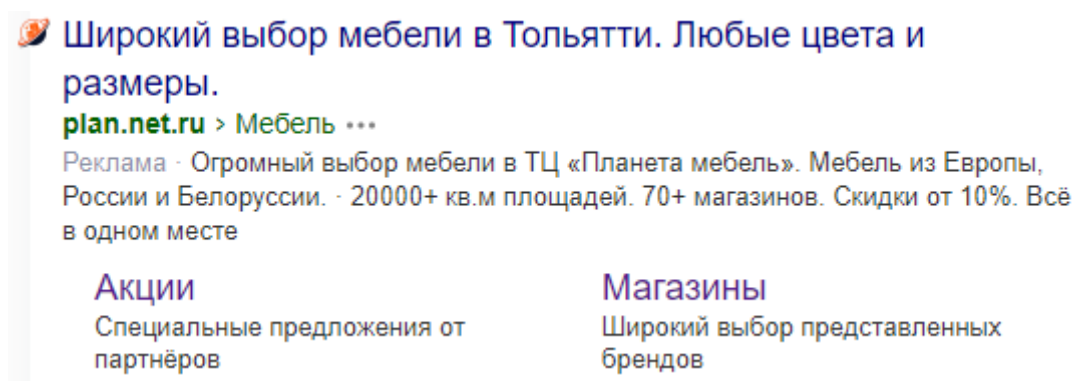 Широкий выбор мебели в Тольятти. Любые цвета и
размеры.
plan.net.ru › Мебель •••
Реклама · Огромный выбор мебели в ТЦ «Планета мебель». Мебель из Европы,
России и Белоруссии. · 20000+ кв.м площадей. 70+ магазинов. Скидки от 10%. Всё
в одном месте
Акции
Специальные предложения от
партнёров
Магазины
Широкий выбор представленных
брендов